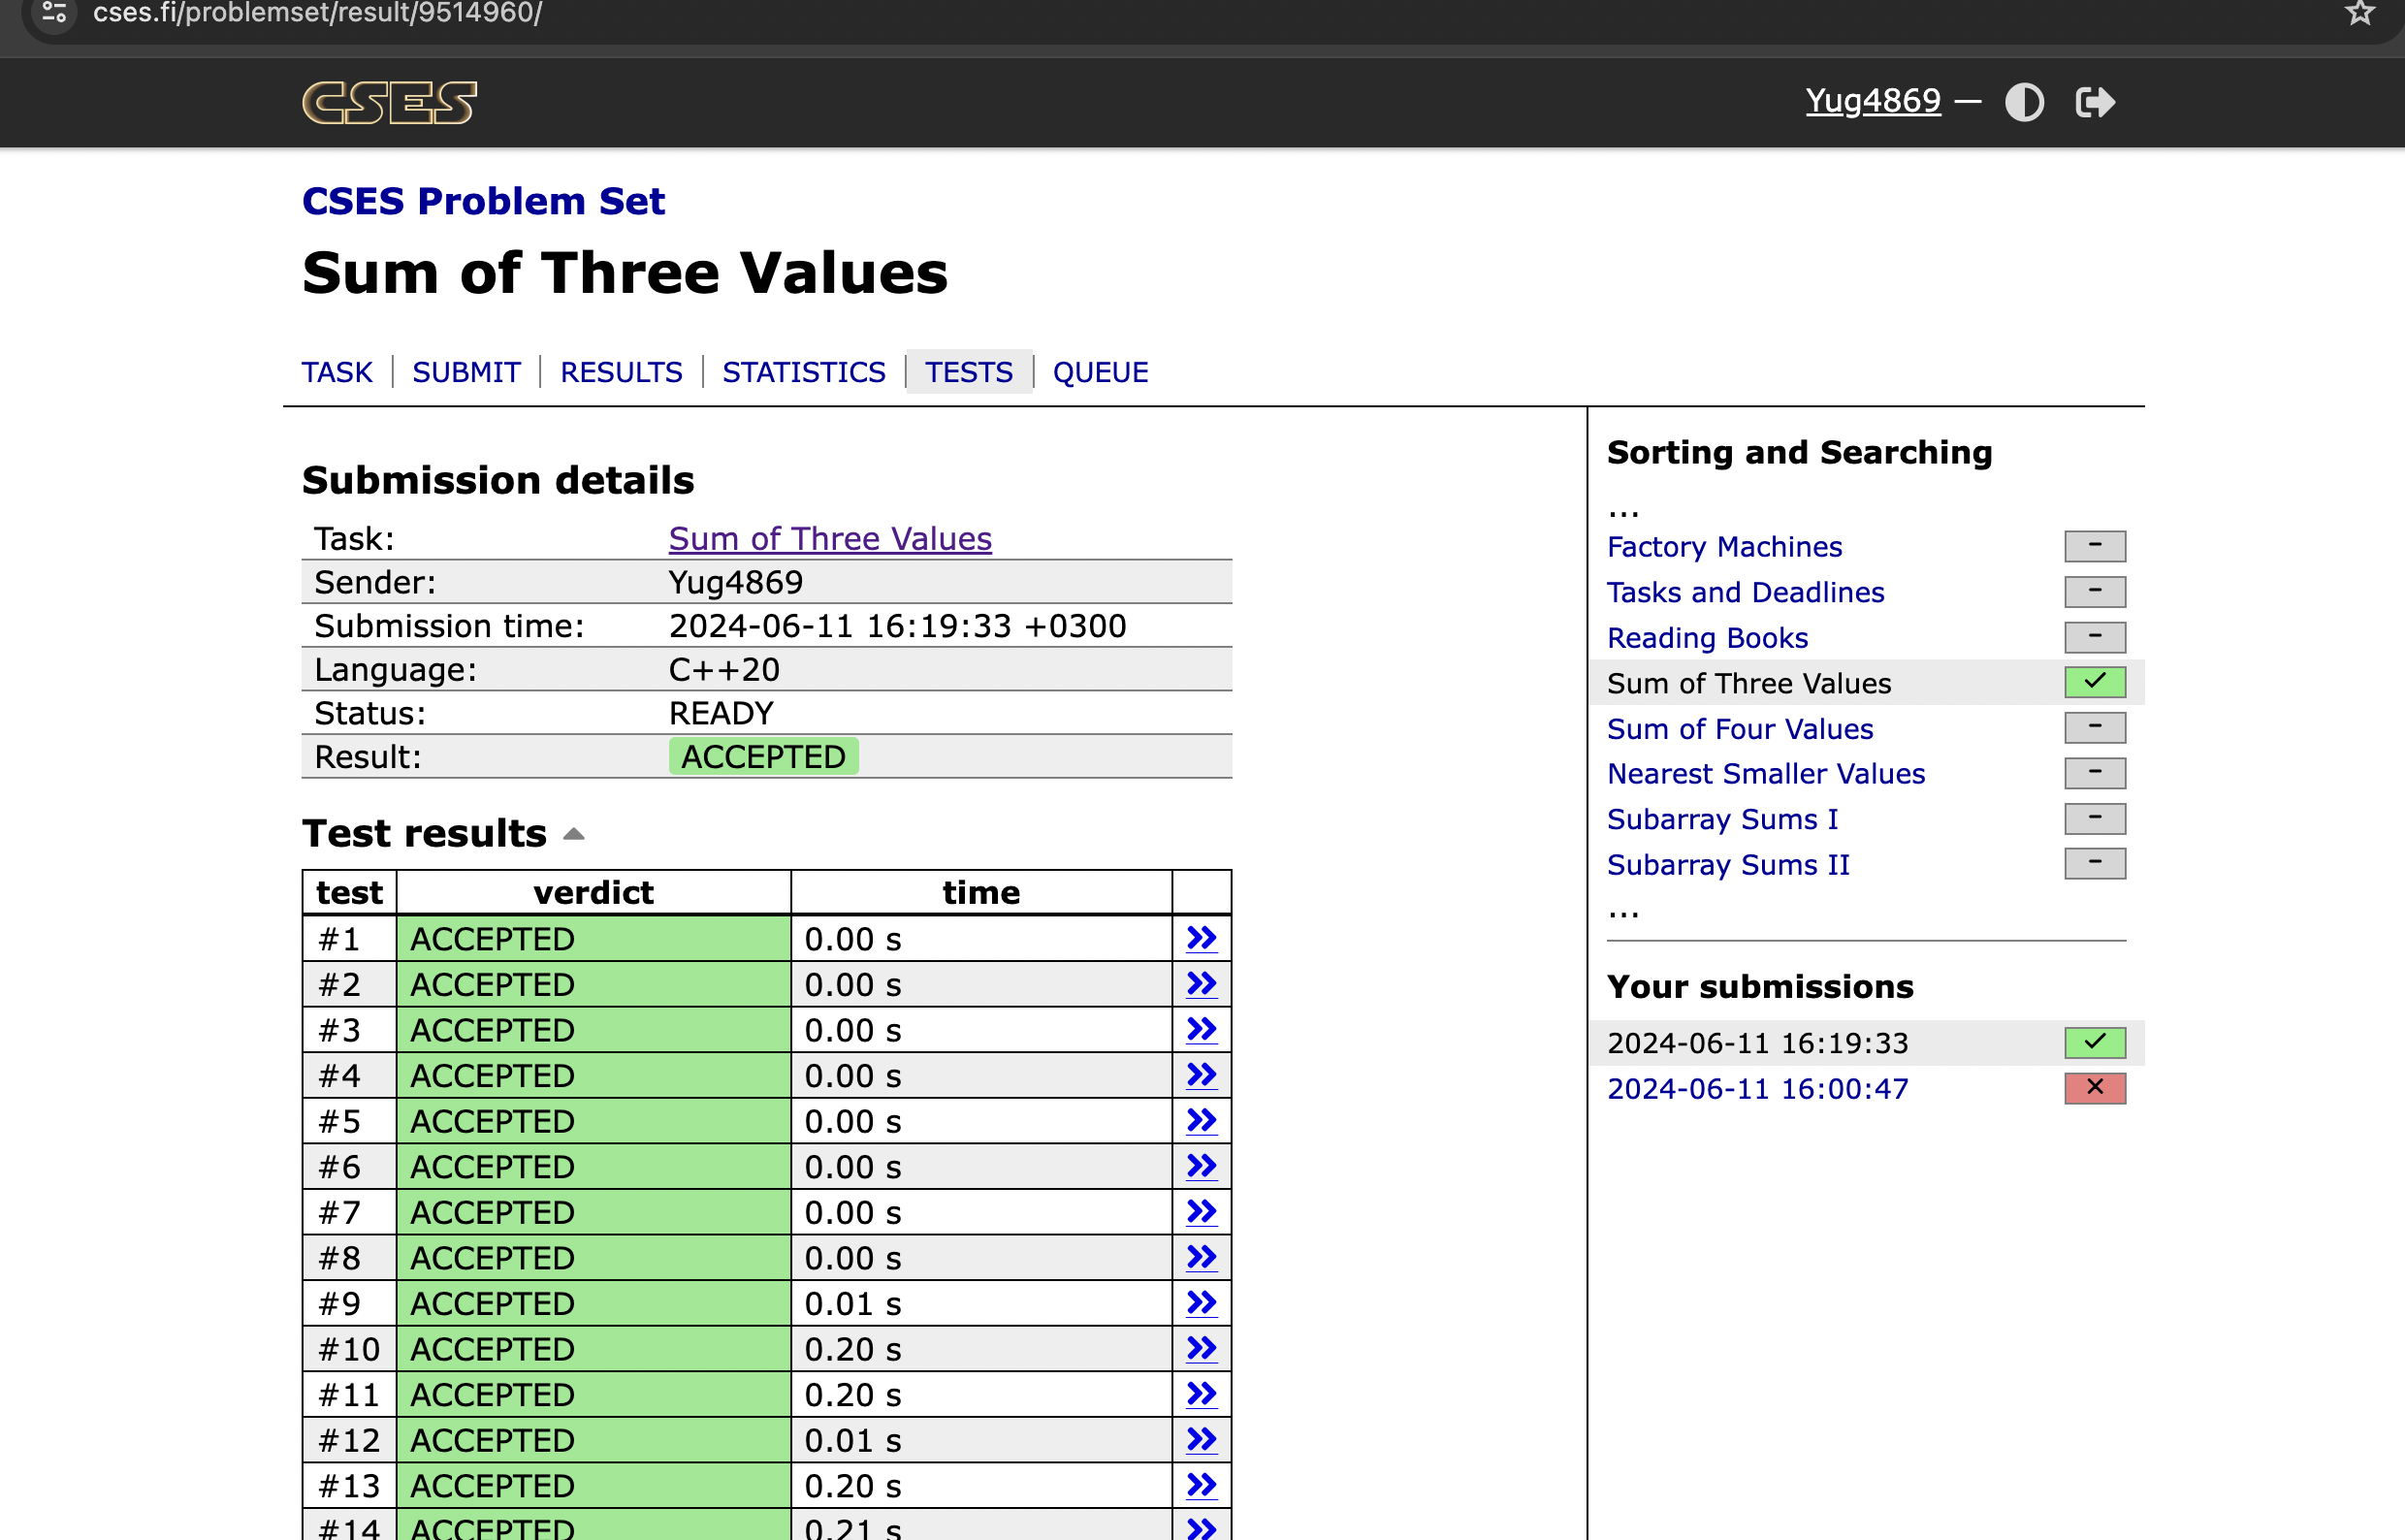 cses.fi/problemset/result/9514960/
CSES
Yug4869 —
CSES Problem Set
Sum of Three Values
TASK SUBMIT RESULTS STATISTICS TESTS QUEUE
Submission details
Task: Sum of Three Values
Sender: Yug4869
Submission time: 2024-06-11 16:19:33 +0300
Language: C++20
Status: READY
Result: ACCEPTED
Test results
test verdict time
#1 ACCEPTED 0.00 s »
#2 ACCEPTED 0.00 s »
#3 ACCEPTED 0.00 s »
#4 ACCEPTED 0.00 s »
#5 ACCEPTED 0.00 s »
#6 ACCEPTED 0.00 s »
#7 ACCEPTED 0.00 s »
#8 ACCEPTED 0.00 s »
#9 ACCEPTED 0.01 s »
#10 ACCEPTED 0.20 s »
#11 ACCEPTED 0.20 s »
#12 ACCEPTED 0.01 s »
#13 ACCEPTED 0.20 s »
#14 ACCEPTED 0.21 s »
Sorting and Searching
...
Factory Machines –
Tasks and Deadlines –
Reading Books –
Sum of Three Values ✓
Sum of Four Values –
Nearest Smaller Values –
Subarray Sums I –
Subarray Sums II –
...
Your submissions
2024-06-11 16:19:33 ✓
2024-06-11 16:00:47 ×